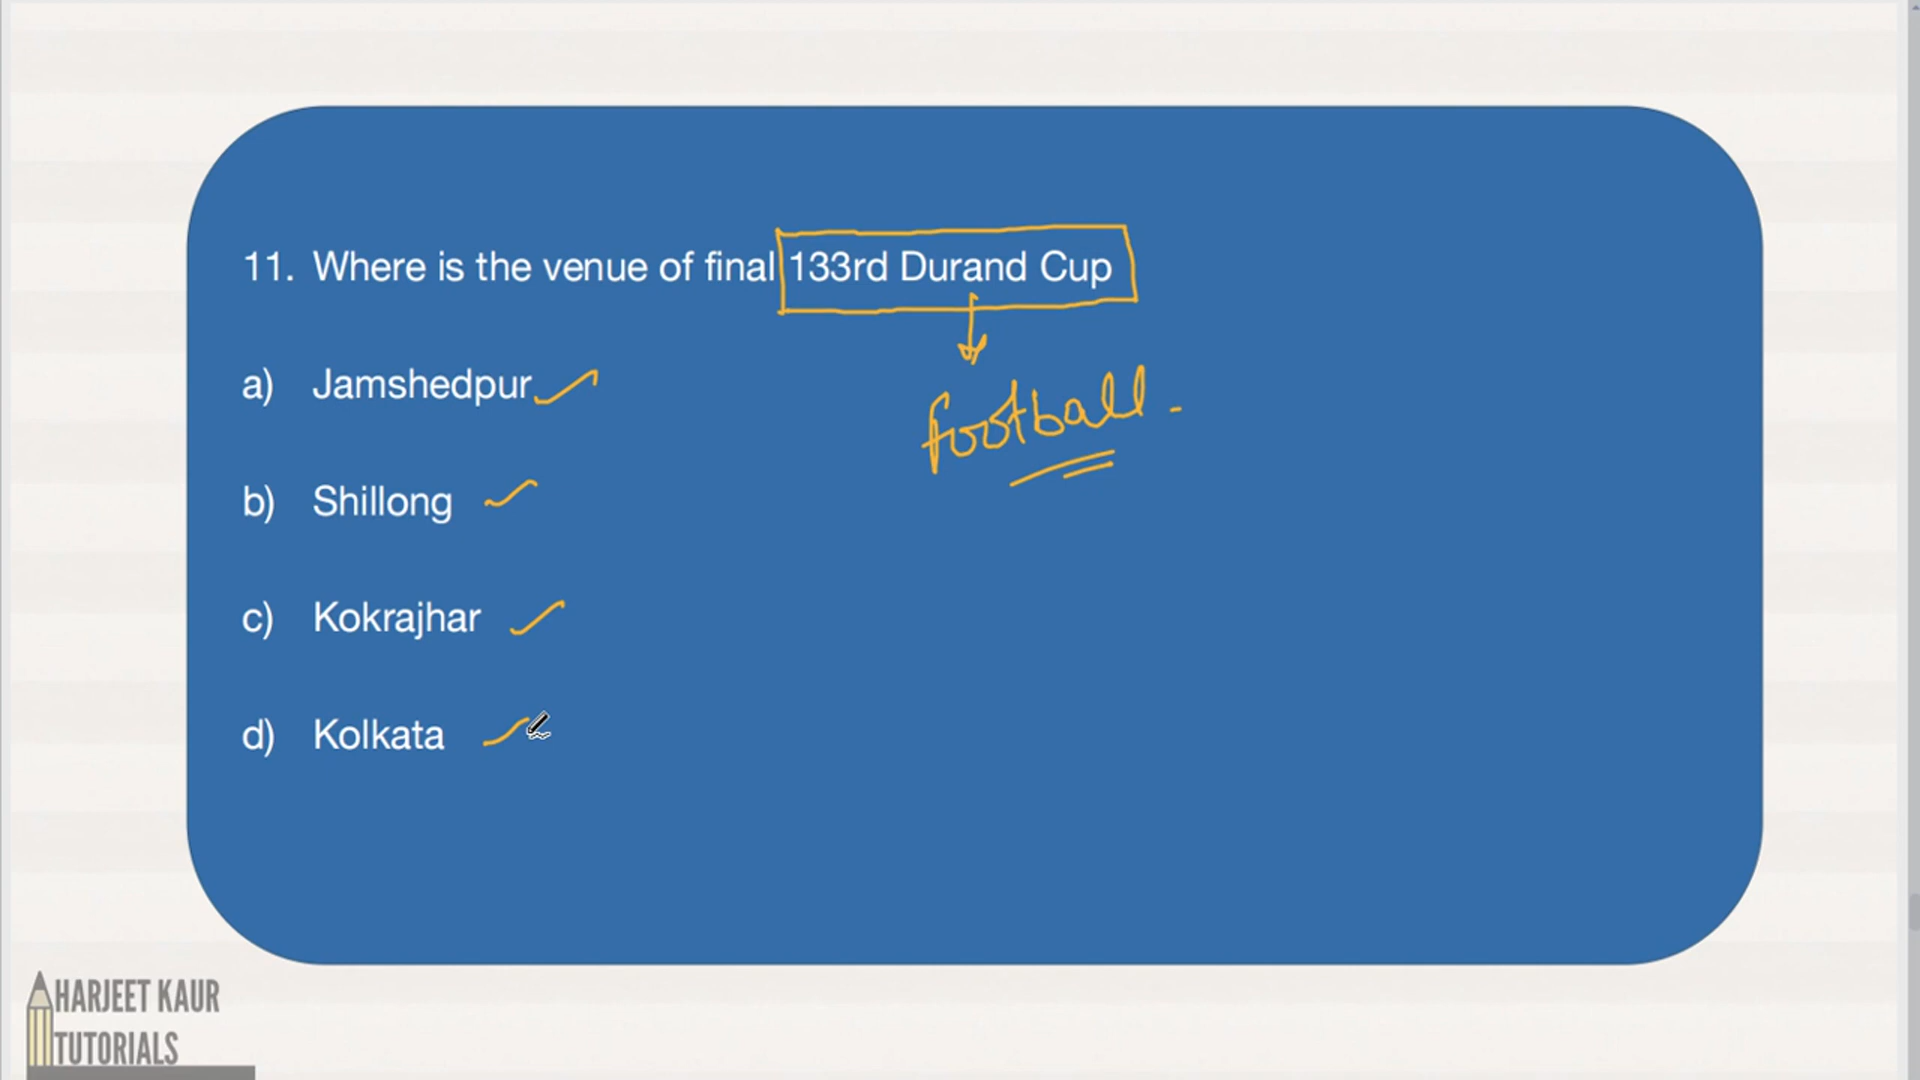 11. Where is the venue of final 133rd Durand Cup
a) Jamshedpur
football.
b) Shillong
c) Kokrajhar
d) Kolkata
HARJEET KAUR
TUTORIALS